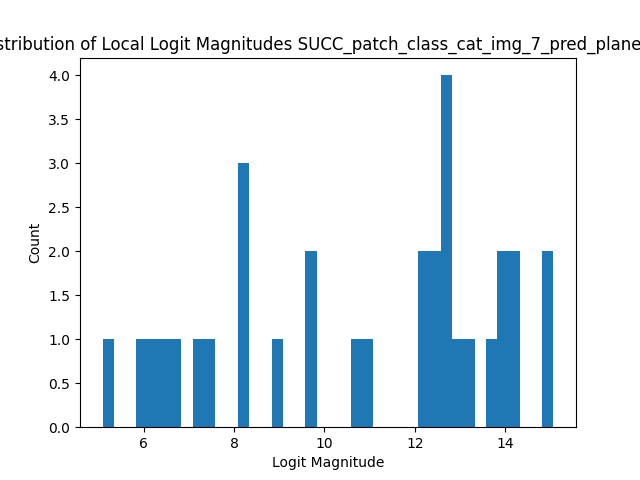 stribution of Local Logit Magnitudes SUCC_patch_class_cat_img_7_pred_plane
4.0
3.5
3.0
2.5
2.0
1.5
1.0
0.5
0.0
Count
6 8 10 12 14
Logit Magnitude